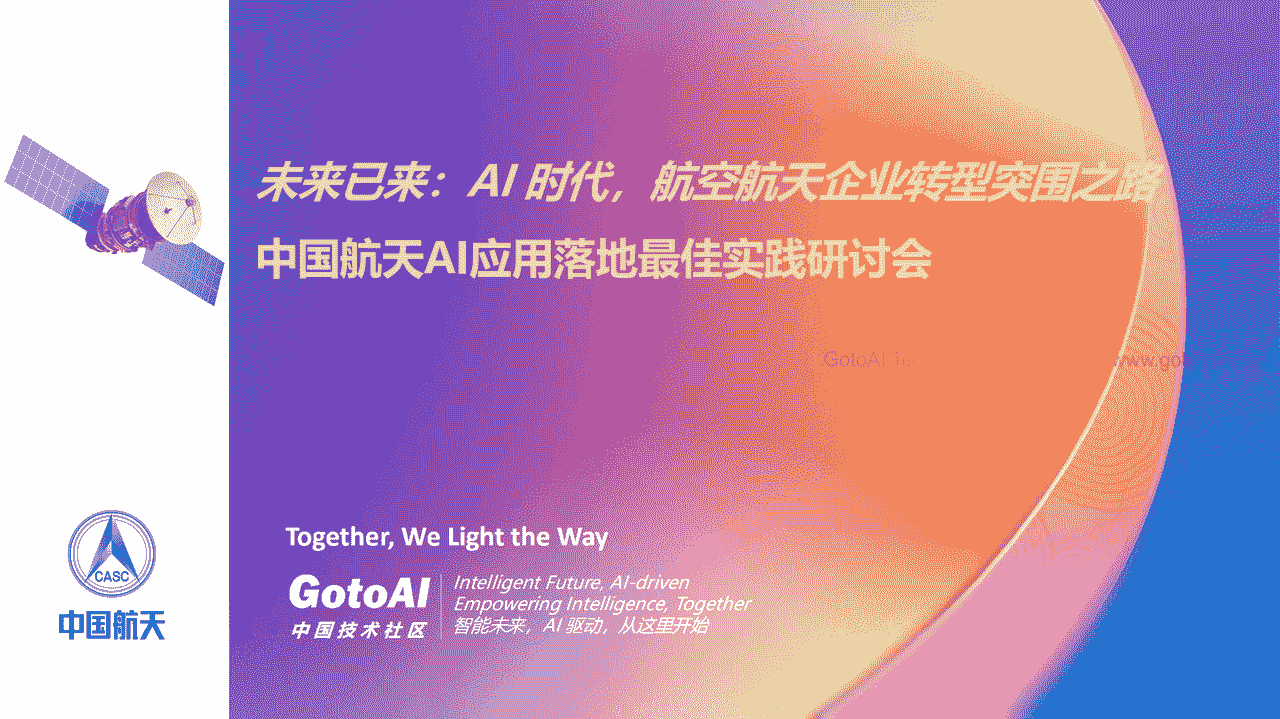 未来已来：AI 时代，航空航天企业转型突围之路
中国航天AI应用落地最佳实践研讨会
GotoAI
Together, We Light the Way
GotoAI
中国技术社区
Intelligent Future, AI-driven
Empowering Intelligence, Together
智能未来，AI 驱动，从这里开始
CASC
中国航天